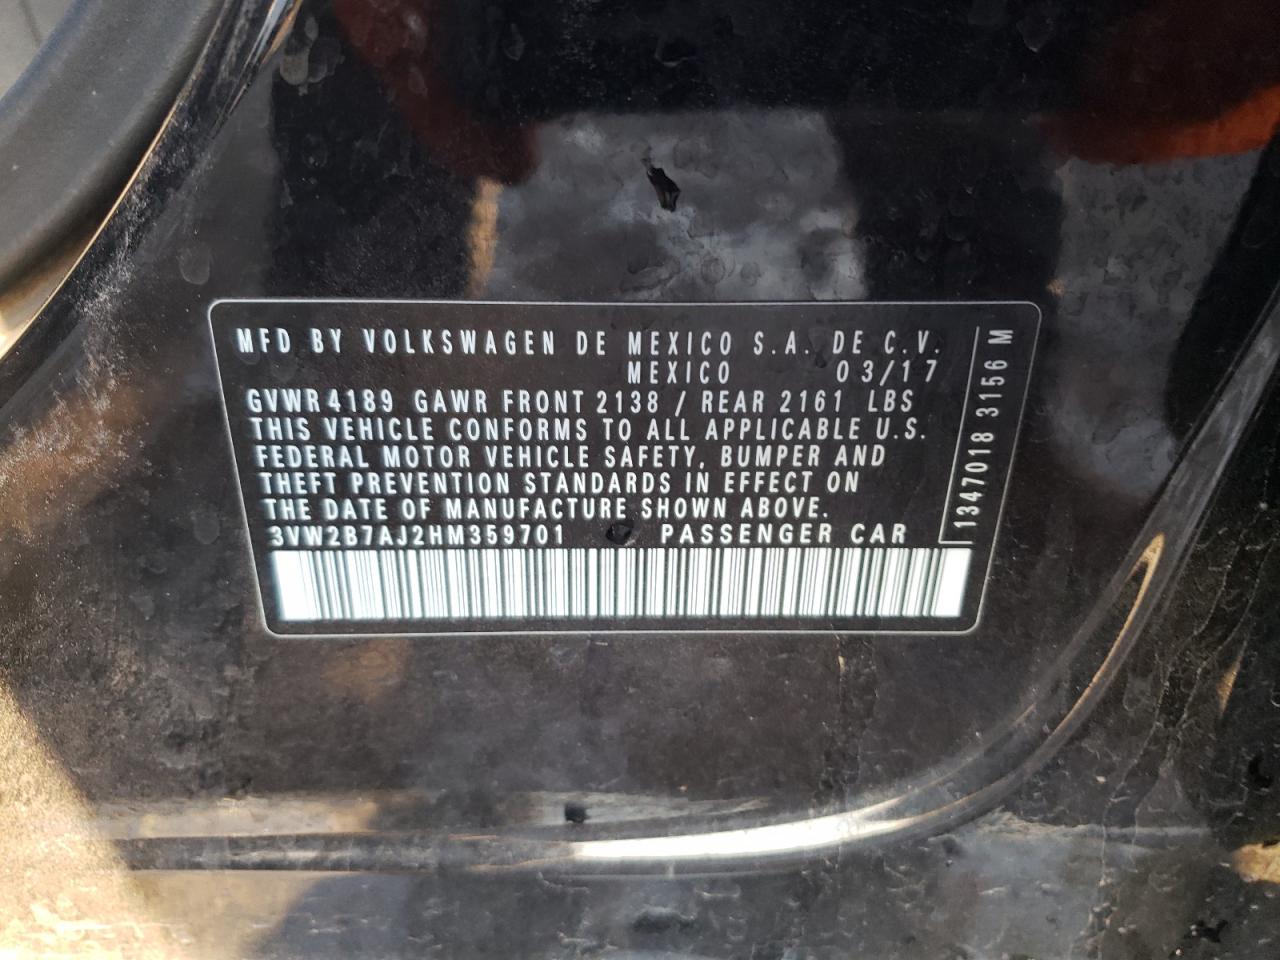 MFD BY VOLKSWAGEN DE MEXICO S.A. DE C.V.
MEXICO 03/17
GVWR 4189 GAWR FRONT 2138 / REAR 2161 LBS
THIS VEHICLE CONFORMS TO ALL APPLICABLE U.S.
FEDERAL MOTOR VEHICLE SAFETY, BUMPER AND
THEFT PREVENTION STANDARDS IN EFFECT ON
THE DATE OF MANUFACTURE SHOWN ABOVE.
3VW2B7AJ2HM359701 PASSENGER CAR
1347018 3156 M